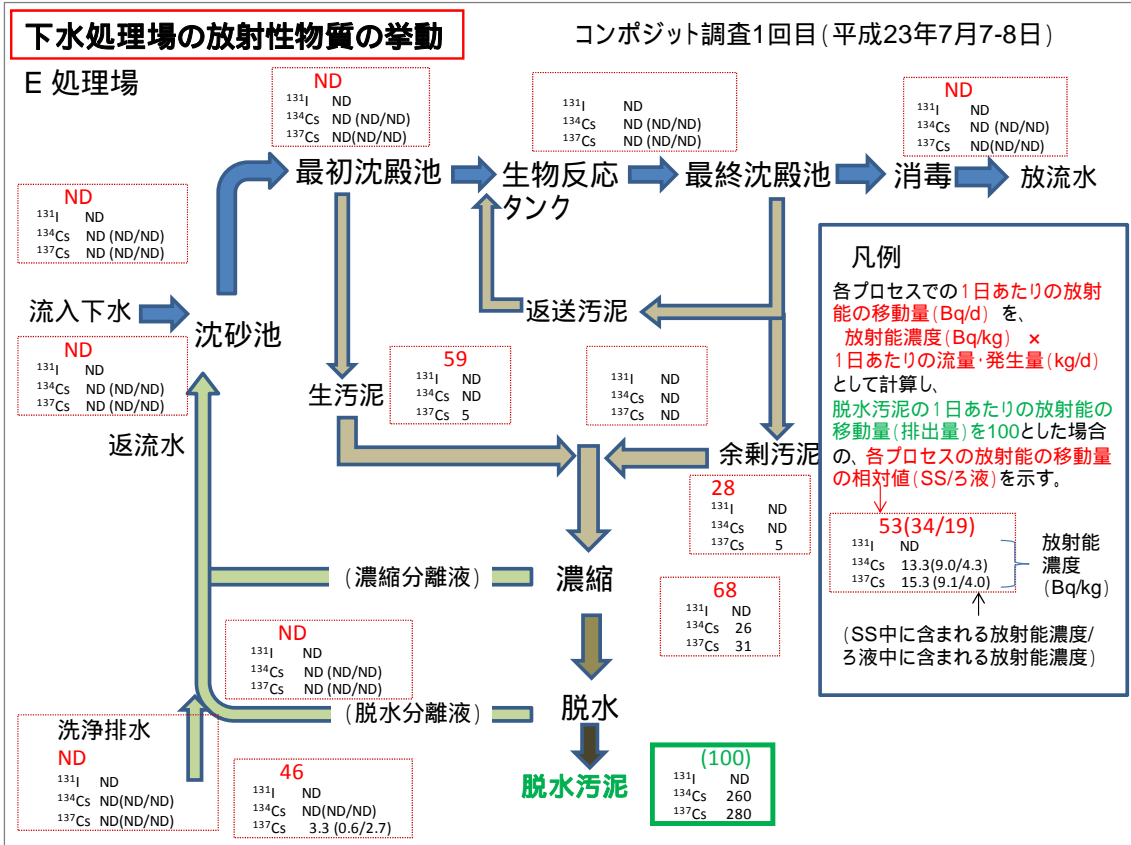 下水処理場の放射性物質の挙動
コンポジット調査1回目(平成23年7月7-8日)
E 処理場
ND
131I ND
134Cs ND (ND/ND)
137Cs ND(ND/ND)
131I ND
134Cs ND (ND/ND)
137Cs ND (ND/ND)
ND
131I ND
134Cs ND (ND/ND)
137Cs ND(ND/ND)
最初沈殿池
生物反応
タンク
最終沈殿池
消毒
放流水
ND
131I ND
134Cs ND (ND/ND)
137Cs ND (ND/ND)
流入下水
沈砂池
ND
131I ND
134Cs ND (ND/ND)
137Cs ND (ND/ND)
返流水
返送汚泥
生汚泥
59
131I ND
134Cs ND
137Cs 5
131I ND
134Cs ND
137Cs ND
余剰汚泥
28
131I ND
134Cs ND
137Cs 5
(濃縮分離液)
濃縮
68
131I ND
134Cs 26
137Cs 31
ND
131I ND
134Cs ND (ND/ND)
137Cs ND (ND/ND)
(脱水分離液)
脱水
洗浄排水
ND
131I ND
134Cs ND(ND/ND)
137Cs ND(ND/ND)
46
131I ND
134Cs ND(ND/ND)
137Cs 3.3 (0.6/2.7)
脱水汚泥
(100)
131I ND
134Cs 260
137Cs 280
凡例
各プロセスでの1日あたりの放射
能の移動量(Bq/d) を、
放射能濃度(Bq/kg) ×
1日あたりの流量・発生量(kg/d)
として計算し、
脱水汚泥の1日あたりの放射能の
移動量(排出量)を100とした場合
の、各プロセスの放射能の移動量
の相対値(SS/ろ液)を示す。
53(34/19)
131I ND
134Cs 13.3(9.0/4.3)
137Cs 15.3 (9.1/4.0)
放射能
濃度
(Bq/kg)
(SS中に含まれる放射能濃度/
ろ液中に含まれる放射能濃度)